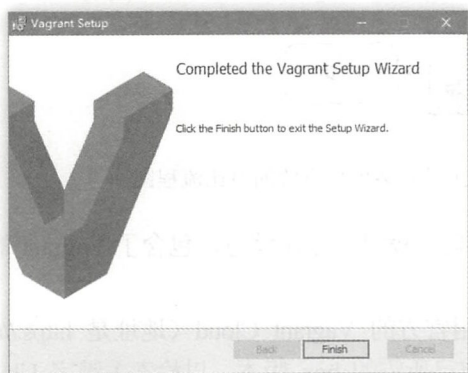 Vagrant Setup
Completed the Vagrant Setup Wizard
Click the Finish button to exit the Setup Wizard.
Back
Finish
Cancel